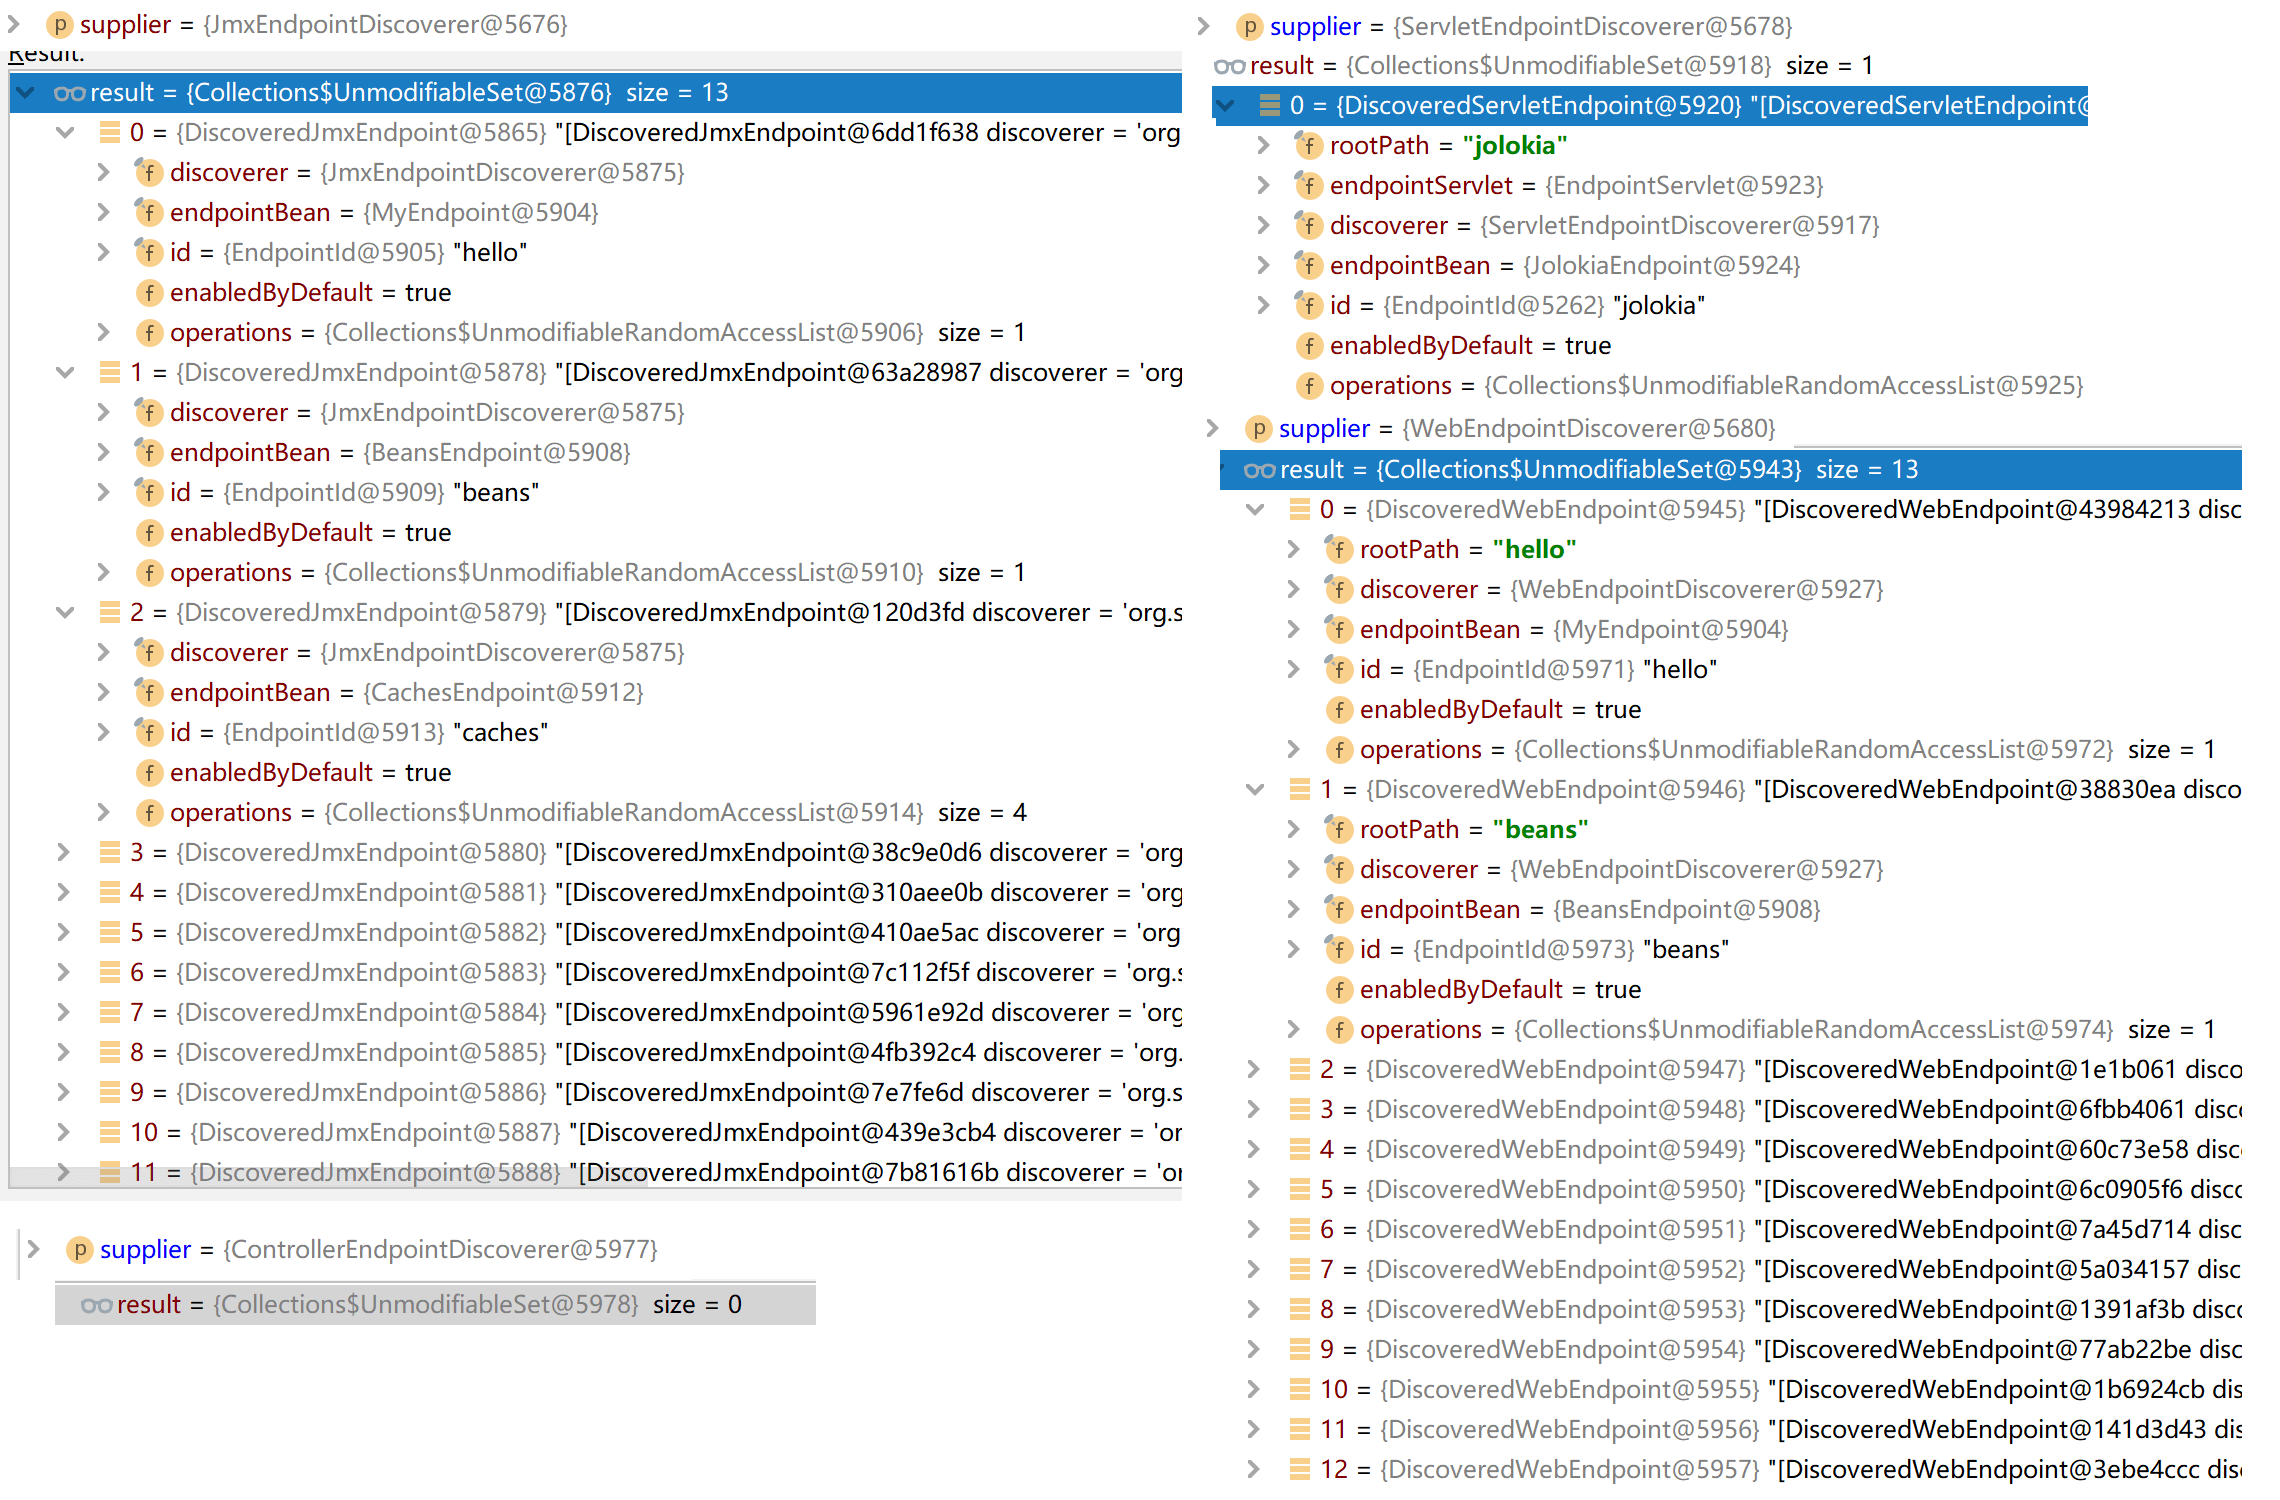 supplier = {JmxEndpointDiscoverer@5676}
Result:
result = {Collections$UnmodifiableSet@5876} size = 13
0 = {DiscoveredJmxEndpoint@5865} "[DiscoveredJmxEndpoint@6dd1f638 discoverer = 'org
discoverer = {JmxEndpointDiscoverer@5875}
endpointBean = {MyEndpoint@5904}
id = {EndpointId@5905} "hello"
enabledByDefault = true
operations = {Collections$UnmodifiableRandomAccessList@5906} size = 1
1 = {DiscoveredJmxEndpoint@5878} "[DiscoveredJmxEndpoint@63a28987 discoverer = 'org
discoverer = {JmxEndpointDiscoverer@5875}
endpointBean = {BeansEndpoint@5908}
id = {EndpointId@5909} "beans"
enabledByDefault = true
operations = {Collections$UnmodifiableRandomAccessList@5910} size = 1
2 = {DiscoveredJmxEndpoint@5879} "[DiscoveredJmxEndpoint@120d3fd discoverer = 'org.s
discoverer = {JmxEndpointDiscoverer@5875}
endpointBean = {CachesEndpoint@5912}
id = {EndpointId@5913} "caches"
enabledByDefault = true
operations = {Collections$UnmodifiableRandomAccessList@5914} size = 4
3 = {DiscoveredJmxEndpoint@5880} "[DiscoveredJmxEndpoint@38c9e0d6 discoverer = 'org
4 = {DiscoveredJmxEndpoint@5881} "[DiscoveredJmxEndpoint@310aee0b discoverer = 'org
5 = {DiscoveredJmxEndpoint@5882} "[DiscoveredJmxEndpoint@410ae5ac discoverer = 'org
6 = {DiscoveredJmxEndpoint@5883} "[DiscoveredJmxEndpoint@7c112f5f discoverer = 'org.s
7 = {DiscoveredJmxEndpoint@5884} "[DiscoveredJmxEndpoint@5961e92d discoverer = 'org
8 = {DiscoveredJmxEndpoint@5885} "[DiscoveredJmxEndpoint@4fb392c4 discoverer = 'org.
9 = {DiscoveredJmxEndpoint@5886} "[DiscoveredJmxEndpoint@7e7fe6d discoverer = 'org.s
10 = {DiscoveredJmxEndpoint@5887} "[DiscoveredJmxEndpoint@439e3cb4 discoverer = 'or
11 = {DiscoveredJmxEndpoint@5888} "[DiscoveredJmxEndpoint@7b81616b discoverer = 'or
supplier = {ControllerEndpointDiscoverer@5977}
result = {Collections$UnmodifiableSet@5978} size = 0
supplier = {ServletEndpointDiscoverer@5678}
result = {Collections$UnmodifiableSet@5918} size = 1
0 = {DiscoveredServletEndpoint@5920} "[DiscoveredServletEndpoint@
rootPath = "jolokia"
endpointServlet = {EndpointServlet@5923}
discoverer = {ServletEndpointDiscoverer@5917}
endpointBean = {JolokiaEndpoint@5924}
id = {EndpointId@5262} "jolokia"
enabledByDefault = true
operations = {Collections$UnmodifiableRandomAccessList@5925}
supplier = {WebEndpointDiscoverer@5680}
result = {Collections$UnmodifiableSet@5943} size = 13
0 = {DiscoveredWebEndpoint@5945} "[DiscoveredWebEndpoint@43984213 disc
rootPath = "hello"
discoverer = {WebEndpointDiscoverer@5927}
endpointBean = {MyEndpoint@5904}
id = {EndpointId@5971} "hello"
enabledByDefault = true
operations = {Collections$UnmodifiableRandomAccessList@5972} size = 1
1 = {DiscoveredWebEndpoint@5946} "[DiscoveredWebEndpoint@38830ea disco
rootPath = "beans"
discoverer = {WebEndpointDiscoverer@5927}
endpointBean = {BeansEndpoint@5908}
id = {EndpointId@5973} "beans"
enabledByDefault = true
operations = {Collections$UnmodifiableRandomAccessList@5974} size = 1
2 = {DiscoveredWebEndpoint@5947} "[DiscoveredWebEndpoint@1e1b061 disco
3 = {DiscoveredWebEndpoint@5948} "[DiscoveredWebEndpoint@6fbb4061 disc
4 = {DiscoveredWebEndpoint@5949} "[DiscoveredWebEndpoint@60c73e58 disc
5 = {DiscoveredWebEndpoint@5950} "[DiscoveredWebEndpoint@6c0905f6 disc
6 = {DiscoveredWebEndpoint@5951} "[DiscoveredWebEndpoint@7a45d714 disc
7 = {DiscoveredWebEndpoint@5952} "[DiscoveredWebEndpoint@5a034157 disc
8 = {DiscoveredWebEndpoint@5953} "[DiscoveredWebEndpoint@1391af3b disc
9 = {DiscoveredWebEndpoint@5954} "[DiscoveredWebEndpoint@77ab22be disc
10 = {DiscoveredWebEndpoint@5955} "[DiscoveredWebEndpoint@1b6924cb dis
11 = {DiscoveredWebEndpoint@5956} "[DiscoveredWebEndpoint@141d3d43 dis
12 = {DiscoveredWebEndpoint@5957} "[DiscoveredWebEndpoint@3ebe4ccc dis